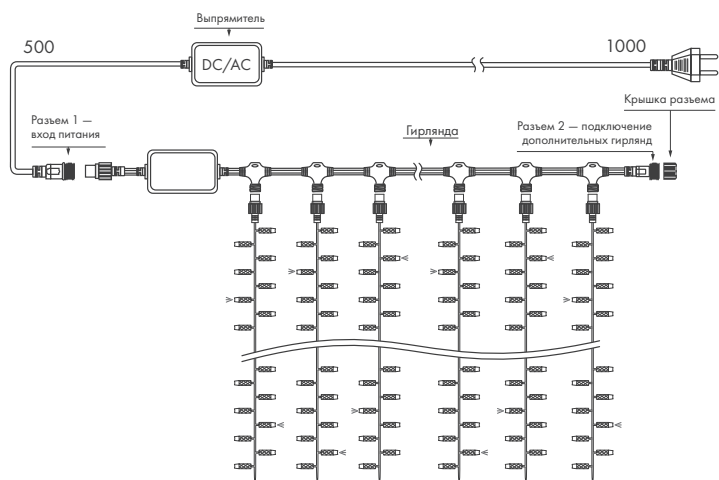 Выпрямитель
500
DC/AC
1000
Крышка разъема
Разъем 1 —
вход питания
Гирлянда
Разъем 2 — подключение
дополнительных гирлянд